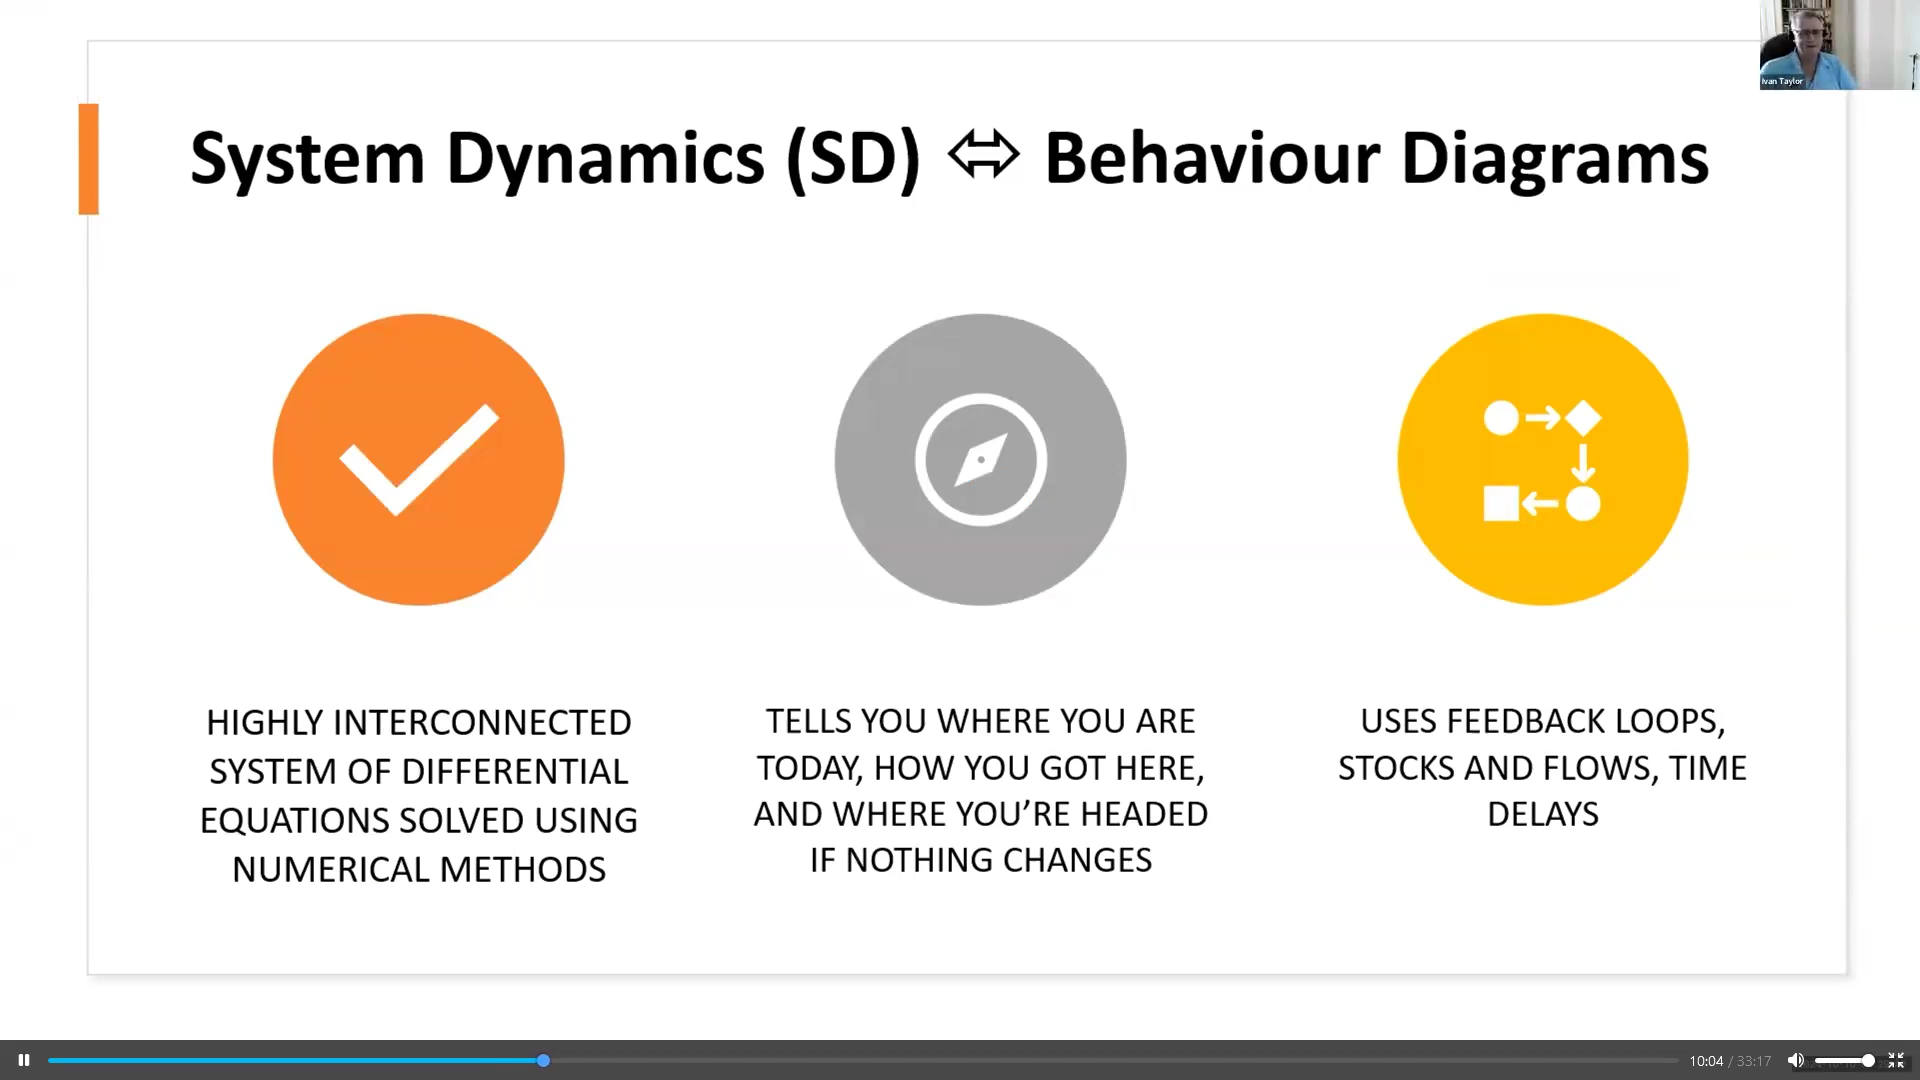 Ivan Taylor
System Dynamics (SD) ⬄ Behaviour Diagrams
HIGHLY INTERCONNECTED
SYSTEM OF DIFFERENTIAL
EQUATIONS SOLVED USING
NUMERICAL METHODS
TELLS YOU WHERE YOU ARE
TODAY, HOW YOU GOT HERE,
AND WHERE YOU’RE HEADED
IF NOTHING CHANGES
USES FEEDBACK LOOPS,
STOCKS AND FLOWS, TIME
DELAYS
10:04 / 33:17